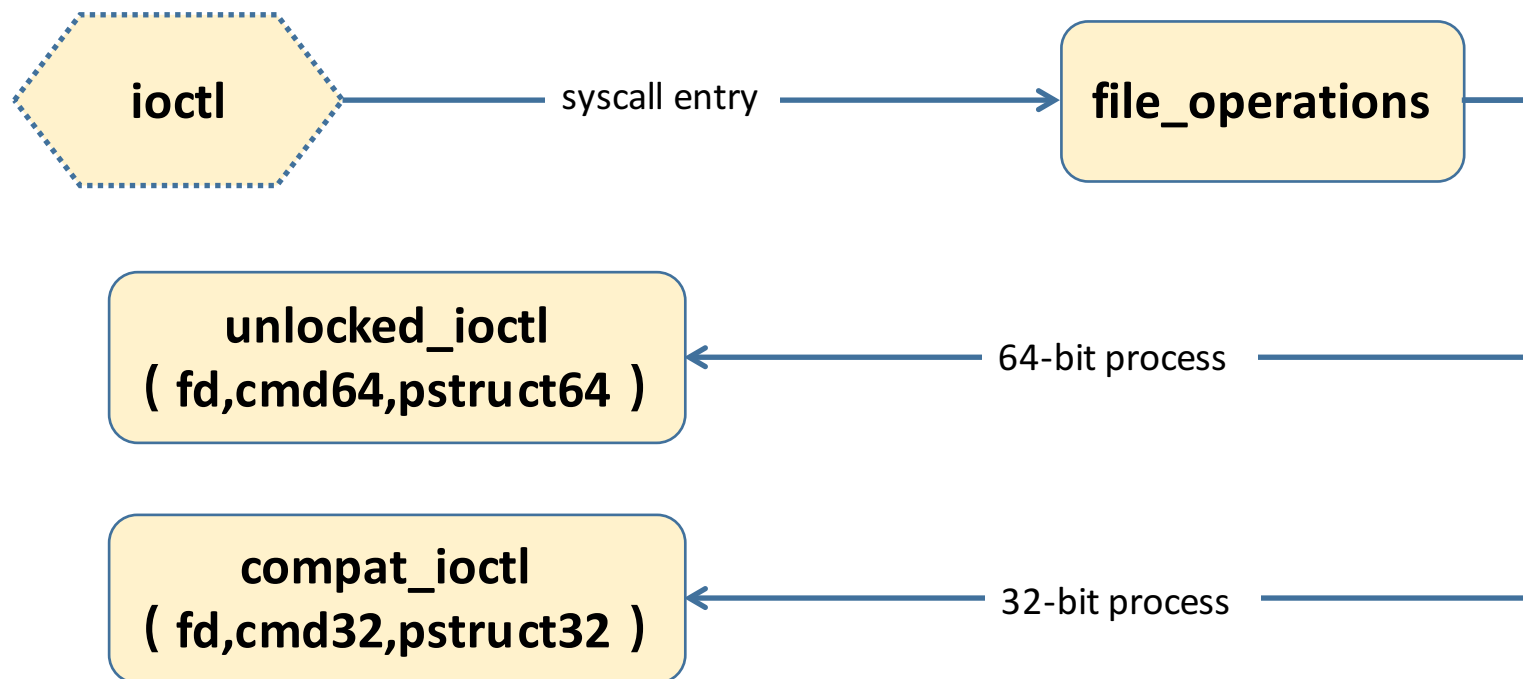 ioctl
syscall entry
file_operations
unlocked_ioctl
( fd,cmd64,pstruct64 )
64-bit process
compat_ioctl
( fd,cmd32,pstruct32 )
32-bit process